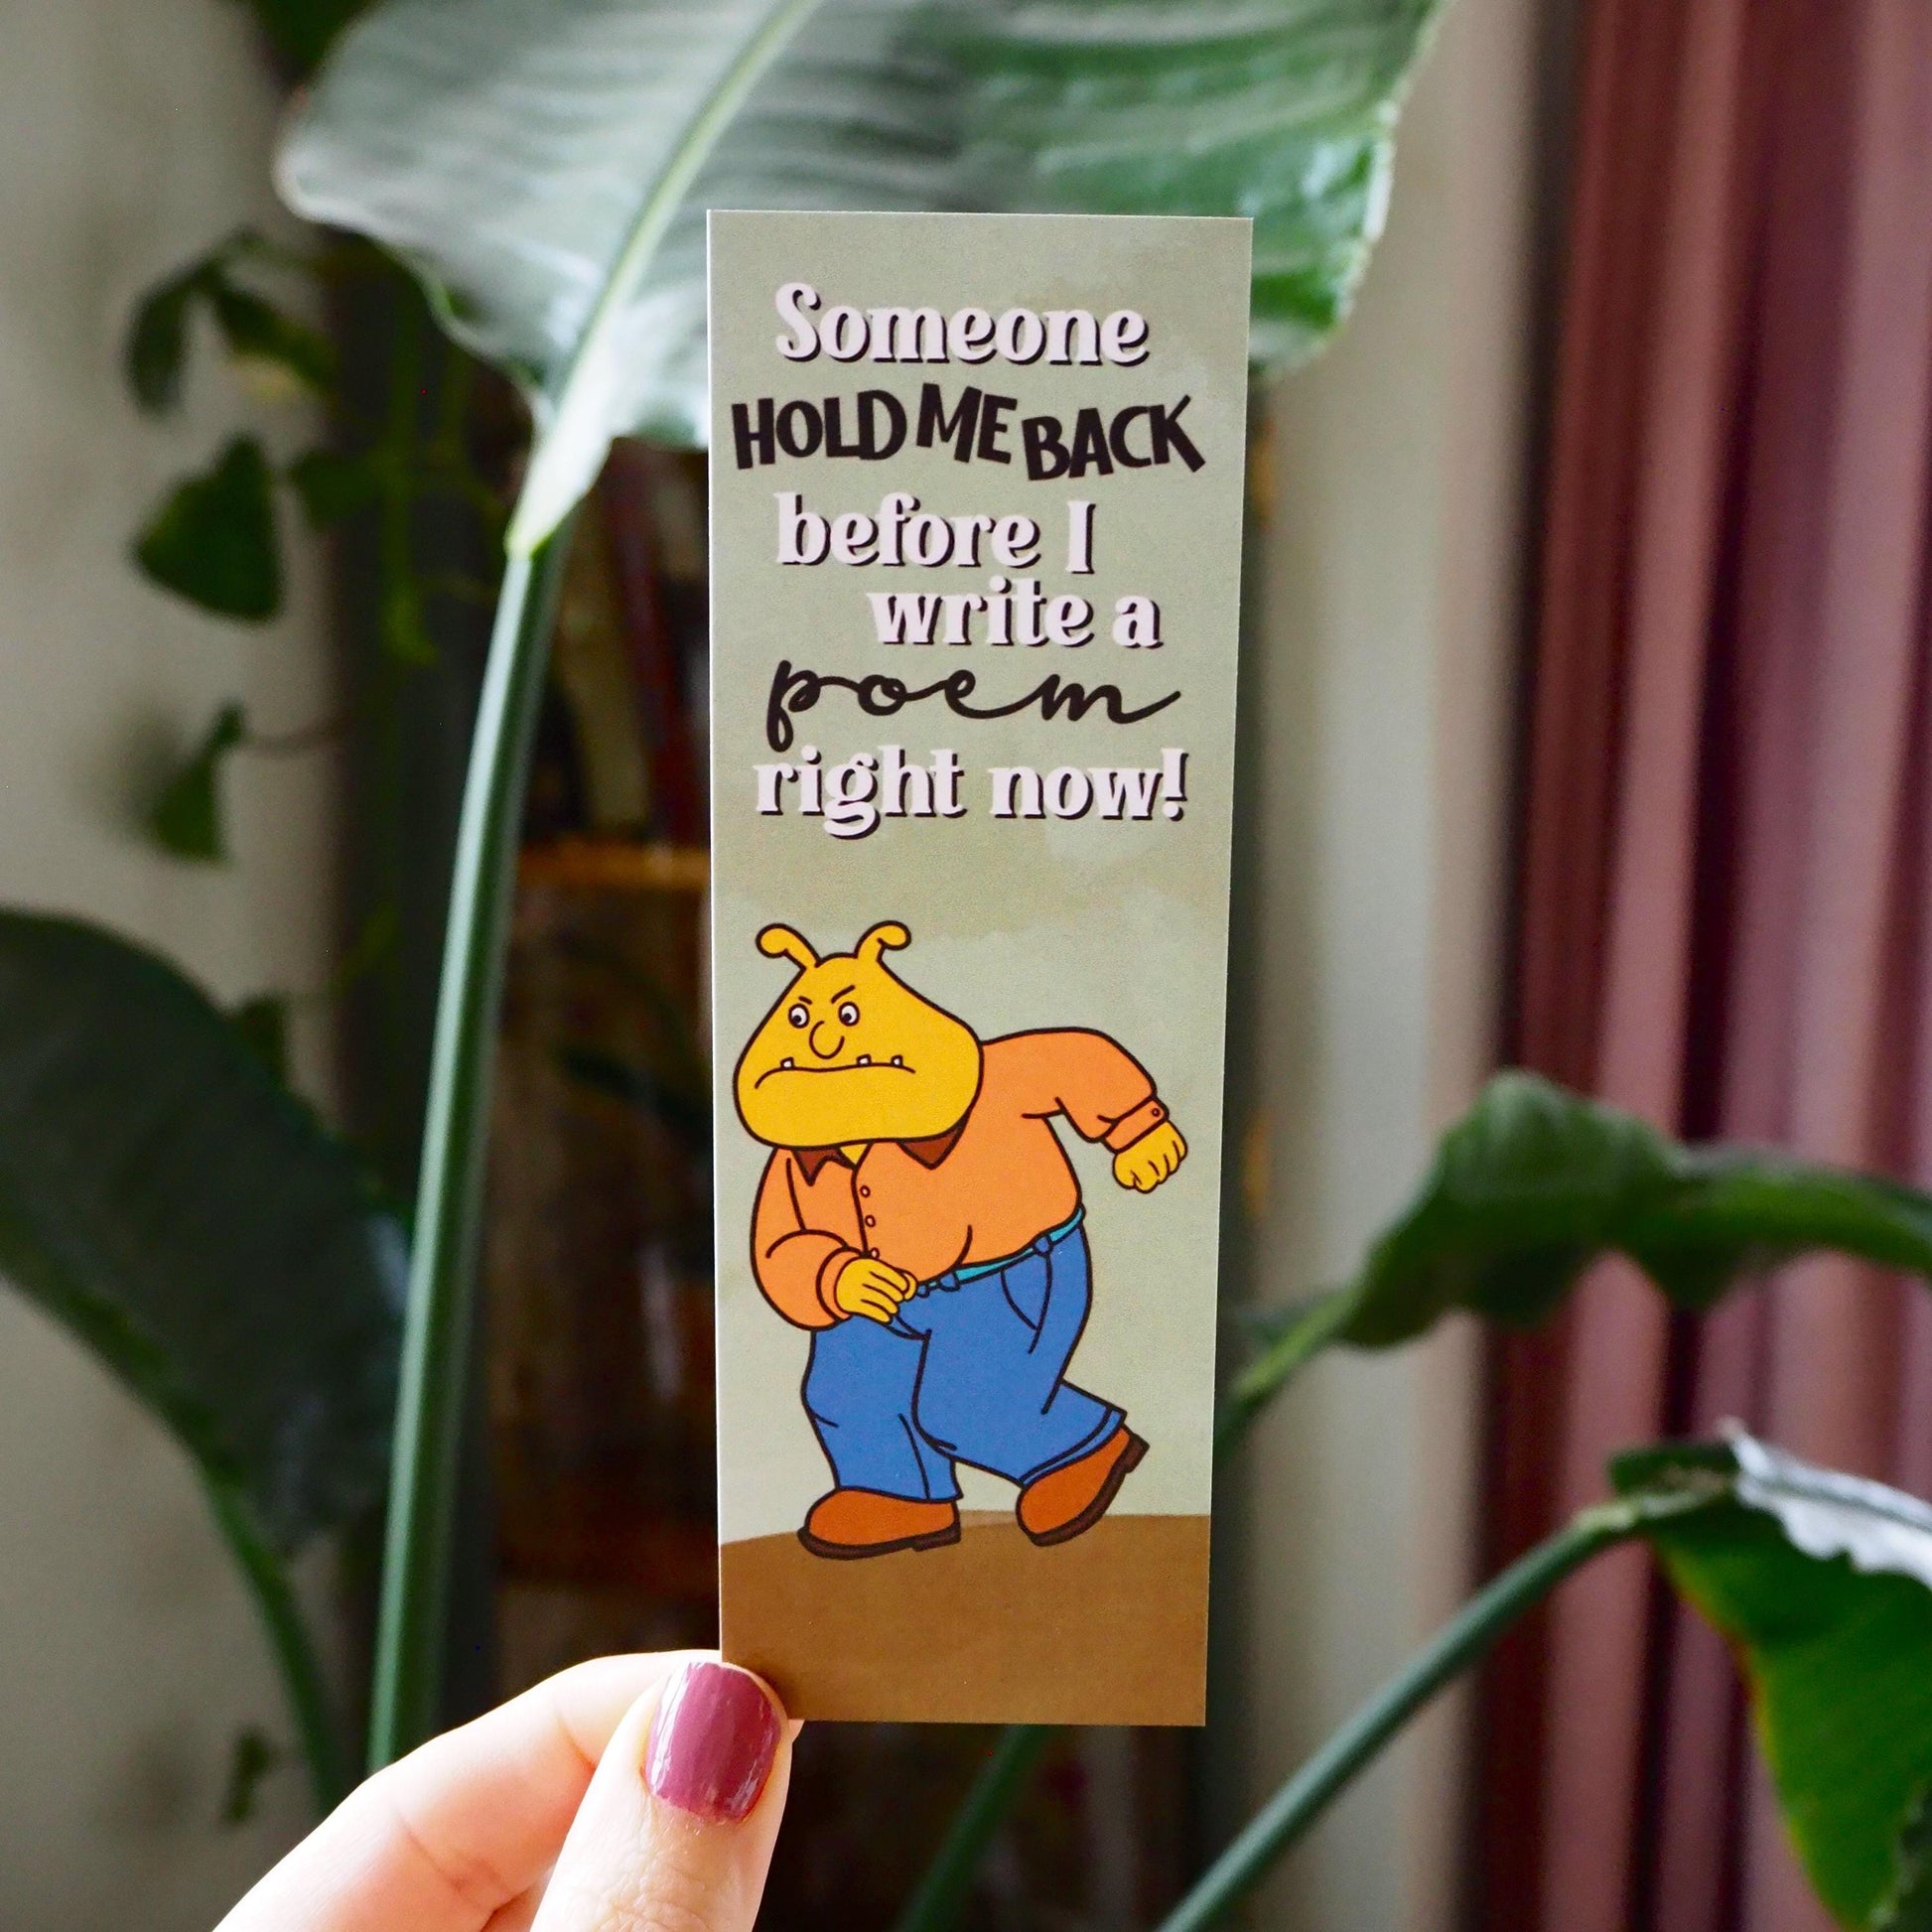 Someone
HOLD ME BACK
before I
write a
poem
right now!